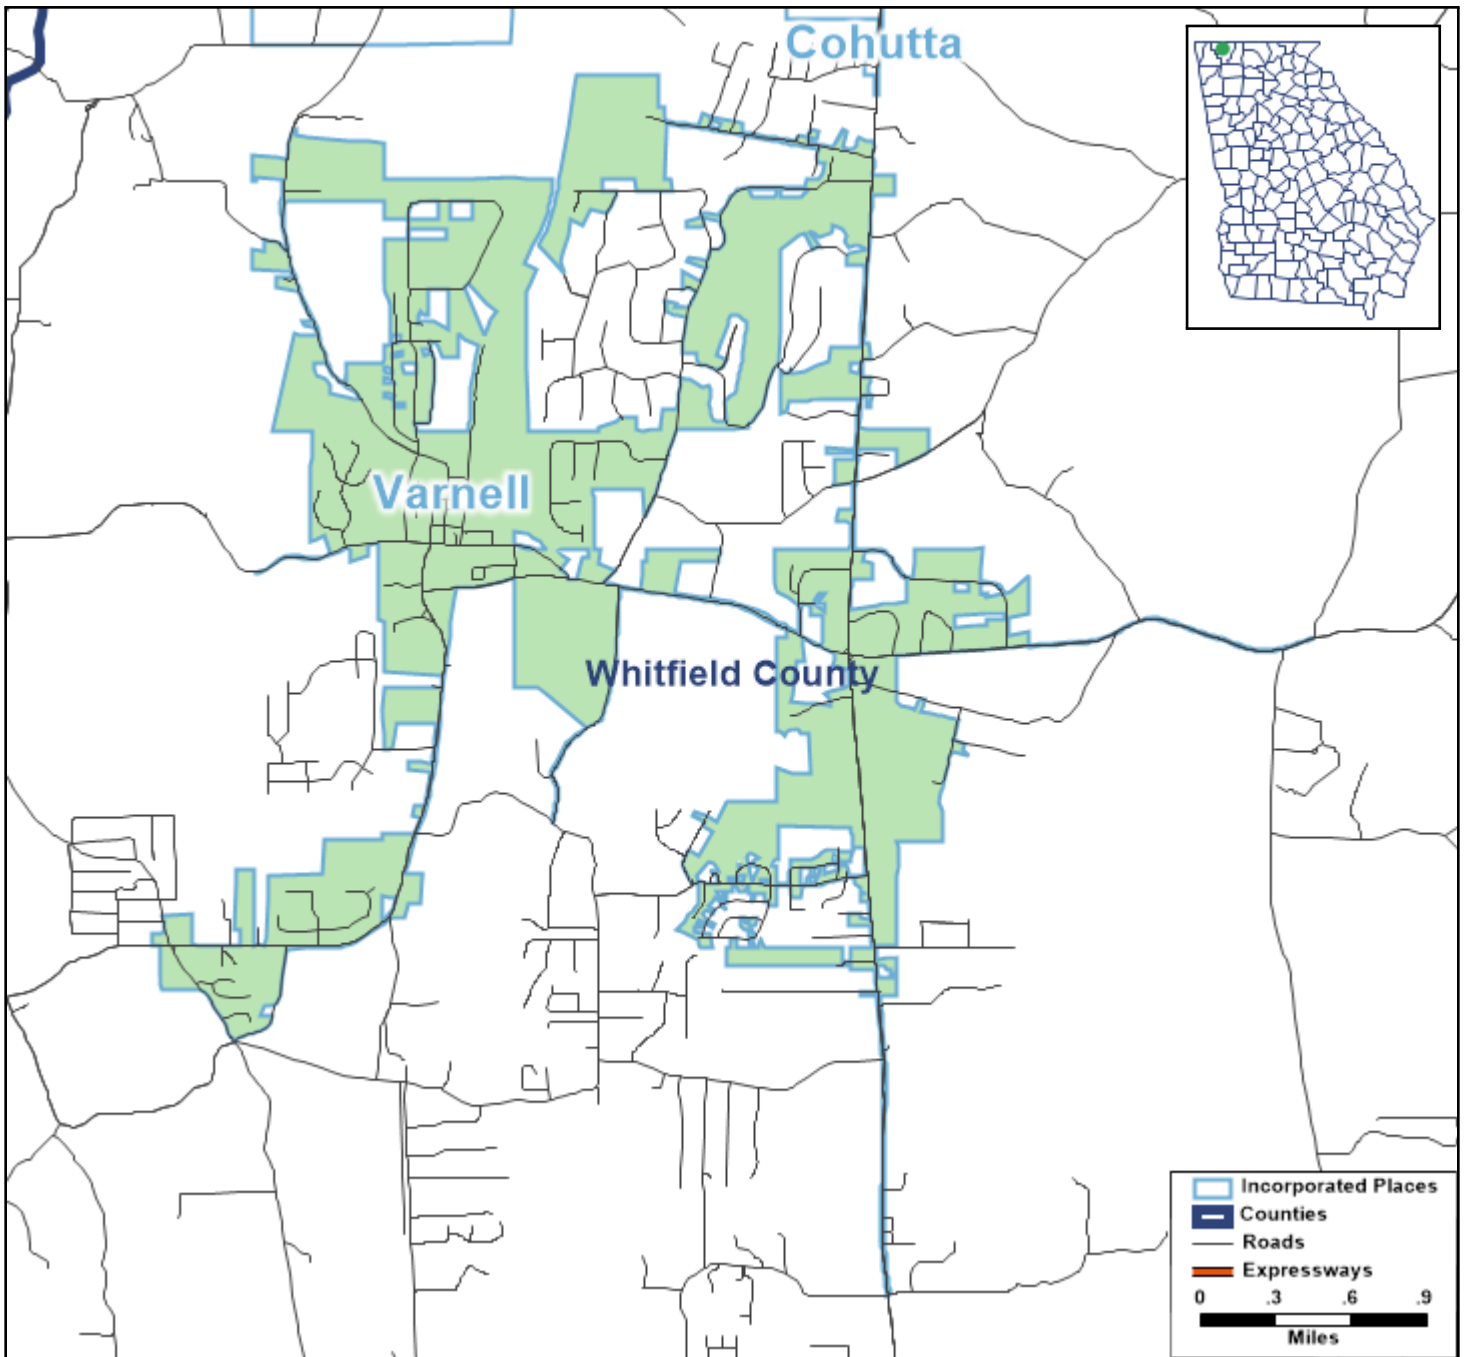 Cohutta
Varnell
Whitfield County
Incorporated Places
Counties
Roads
Expressways
0 .3 .6 .9
Miles